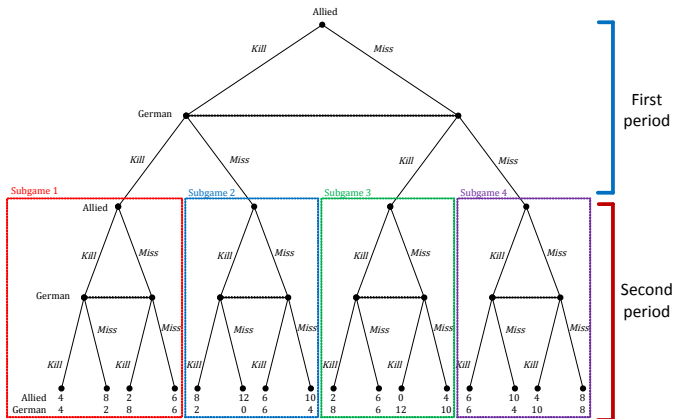 Allied
Kill Miss
First
period
German
Kill Miss Kill Miss
Subgame 1 Subgame 2 Subgame 3 Subgame 4
Allied
Kill Miss Kill Miss Kill Miss Kill Miss
Second
period
German
Kill Miss Kill Miss Kill Miss Kill Miss Kill Miss Kill Miss Kill Miss Kill Miss
Allied 4 8 2 6 8 12 6 10 2 6 0 4 6 10 4 8
German 4 2 8 6 2 0 6 4 8 6 12 10 6 4 10 8